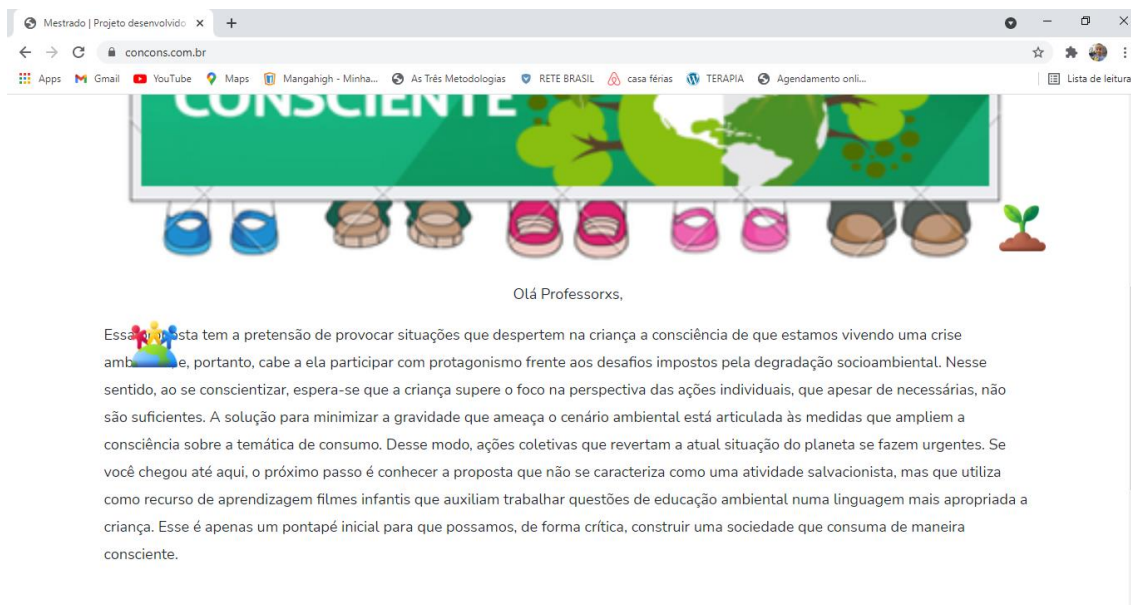 Mestrado | Projeto desenvolvido
concons.com.br
Apps Gmail YouTube Maps Mangahigh - Minha... As Três Metodologias RETE BRASIL casa férias TERAPIA Agendamento onli... Lista de leitura
CONSCIENTE
Olá Professorxs,
Essa tem a pretensão de provocar situações que despertem na criança a consciência de que estamos vivendo uma crise
e, portanto, cabe a ela participar com protagonismo frente aos desafios impostos pela degradação socioambiental. Nesse
sentido, ao se conscientizar, espera-se que a criança supere o foco na perspectiva das ações individuais, que apesar de necessárias, não
são suficientes. A solução para minimizar a gravidade que ameaça o cenário ambiental está articulada às medidas que ampliem a
consciência sobre a temática de consumo. Desse modo, ações coletivas que revertam a atual situação do planeta se fazem urgentes. Se
você chegou até aqui, o próximo passo é conhecer a proposta que não se caracteriza como uma atividade salvacionista, mas que utiliza
como recurso de aprendizagem filmes infantis que auxiliam trabalhar questões de educação ambiental numa linguagem mais apropriada a
criança. Esse é apenas um pontapé inicial para que possamos, de forma crítica, construir uma sociedade que consuma de maneira
consciente.